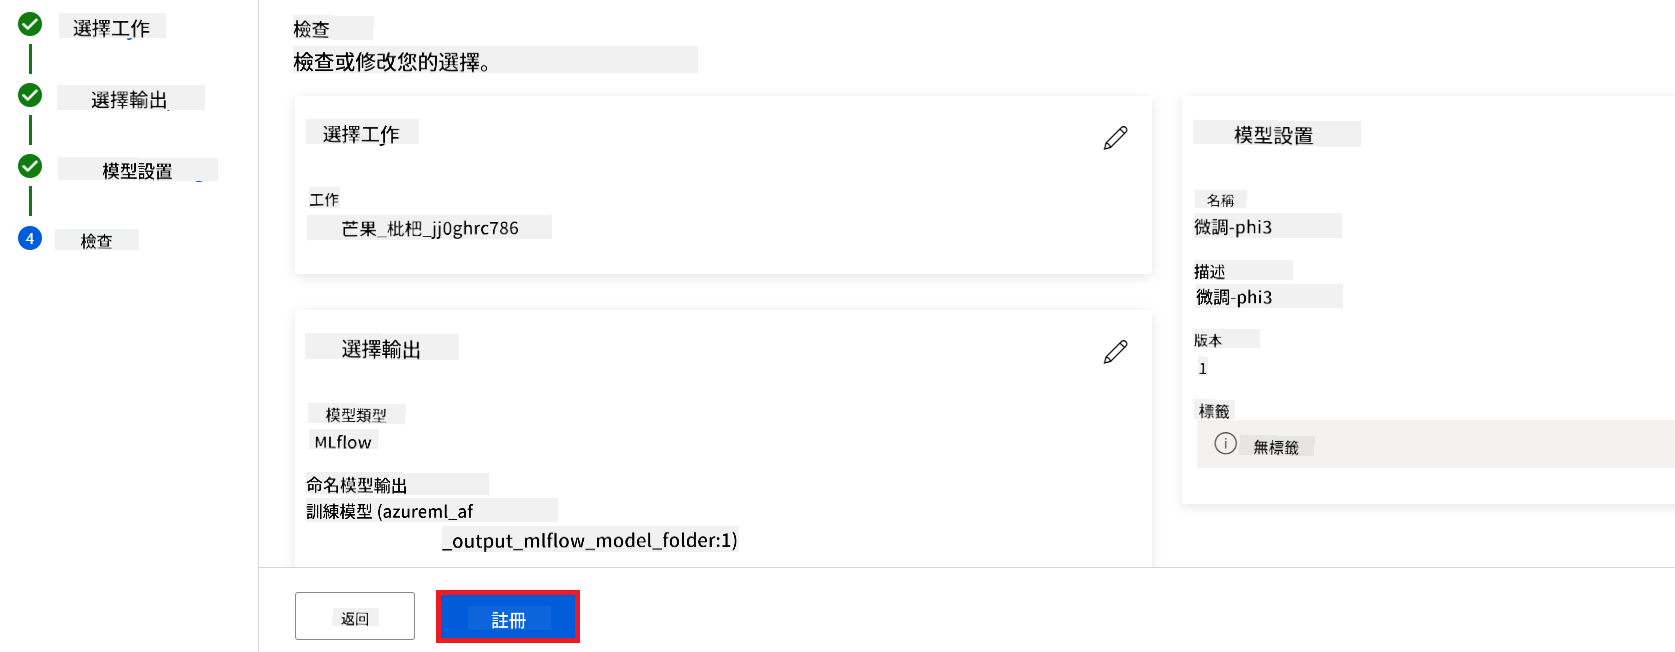 選擇工作
選擇輸出
模型設置
4
檢查
檢查
檢查或修改您的選擇。
選擇工作
工作
芒果_枇杷_jj0ghrc786
選擇輸出
模型類型
MLflow
命名模型輸出
訓練模型 (azureml_af
_output_mlflow_model_folder:1)
模型設置
名稱
微調-phi3
描述
微調-phi3
版本
1
標籤
無標籤
返回
註冊